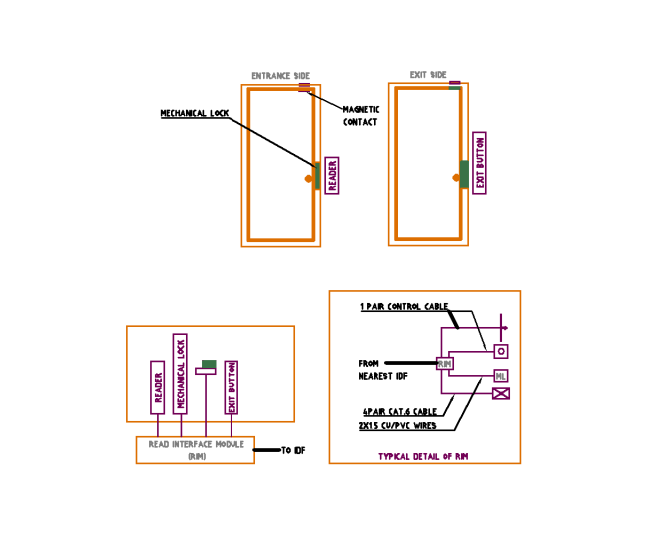 ENTRANCE SIDE
EXIT SIDE
MECHANICAL LOCK
MAGNETIC
CONTACT
READER
EXIT BUTTON
1 PAIR CONTROL CABLE
READER
MECHANICAL LOCK
EXIT BUTTON
FROM
NEAREST IDF
RIM
ML
4PAIR CAT.6 CABLE
2X1.5 CU/PVC WIRES
READ INTERFACE MODULE
(RIM)
TO IDF
TYPICAL DETAIL OF RIM